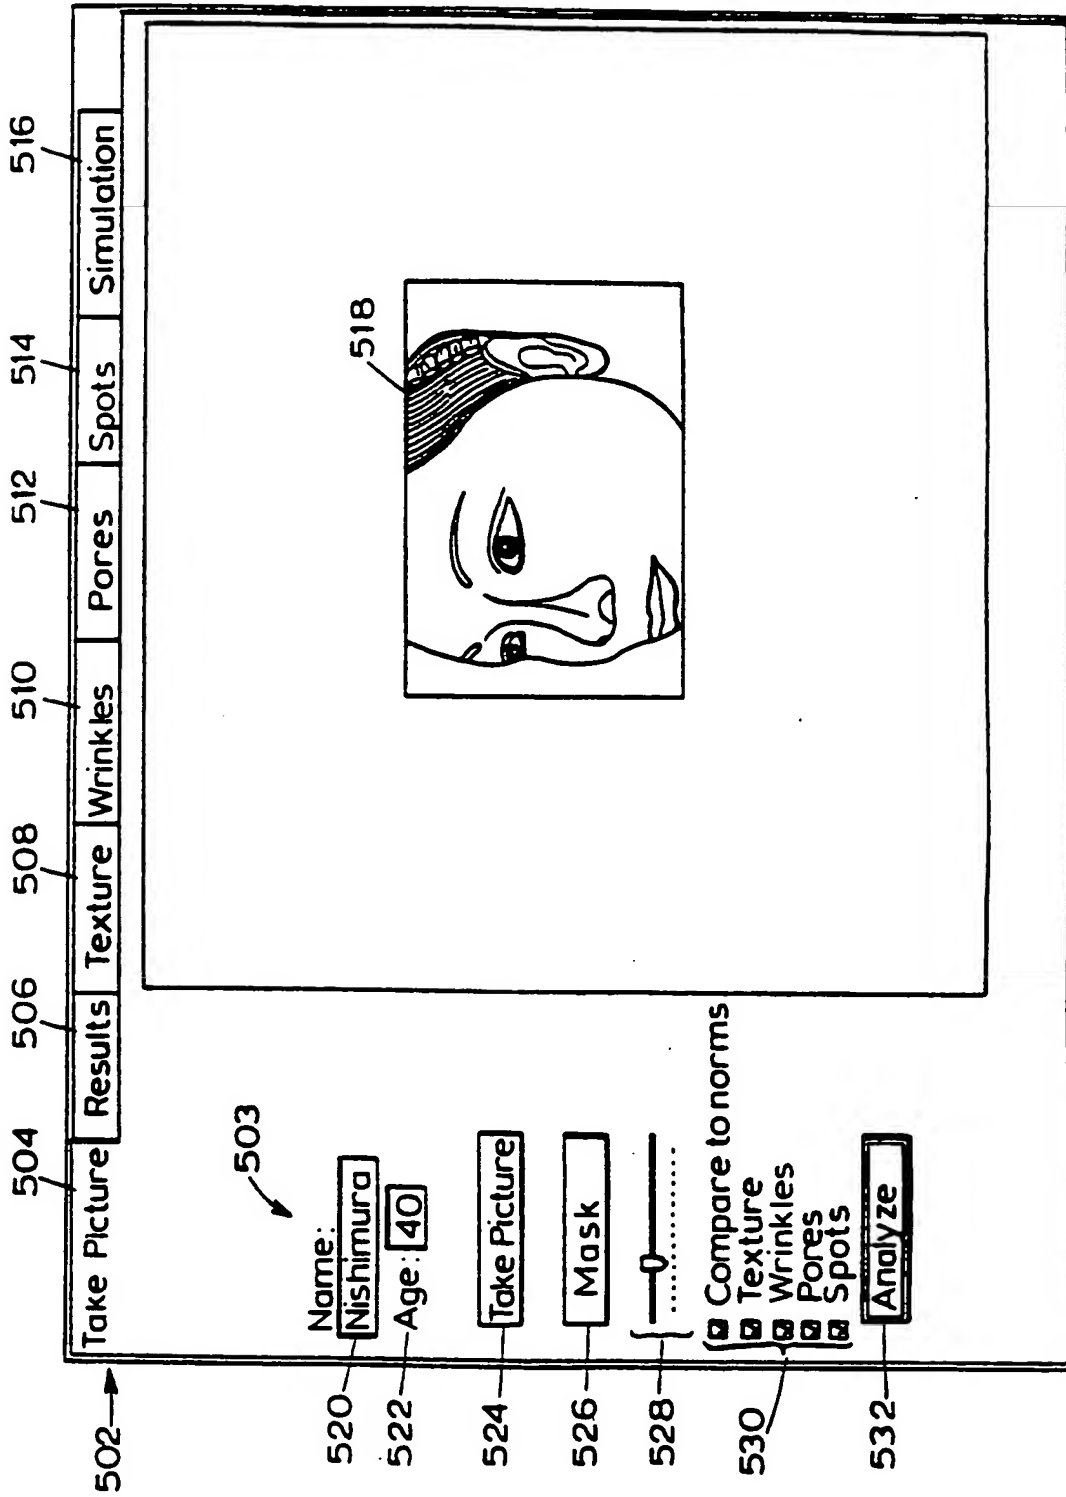 504 506 508 510 512 514 516
Take Picture Results Texture Wrinkles Pores Spots Simulation
502
503
518
Name:
520 Nishimura
522 Age: 40
524 Take Picture
526 Mask
528
530
Compare to norms
Texture
Wrinkles
Pores
Spots
532 Analyze